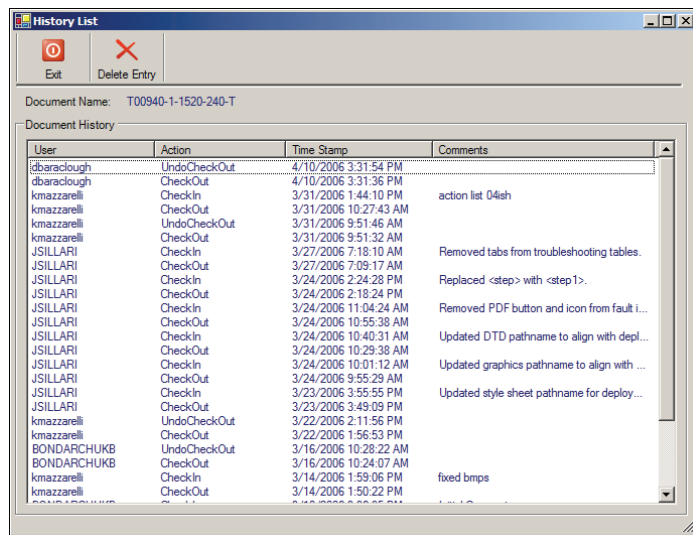 History List
Exit Delete Entry
Document Name: T00940-1-1520-240-T
Document History
User Action Time Stamp Comments
dbaraclough UndoCheckOut 4/10/2006 3:31:54 PM
dbaraclough CheckOut 4/10/2006 3:31:36 PM
kmazzarelli CheckIn 3/31/2006 1:44:10 PM action list 04ish
kmazzarelli CheckOut 3/31/2006 10:27:43 AM
kmazzarelli UndoCheckOut 3/31/2006 9:51:46 AM
kmazzarelli CheckOut 3/31/2006 9:51:32 AM
JSILLARI CheckIn 3/27/2006 7:18:10 AM Removed tabs from troubleshooting tables.
JSILLARI CheckOut 3/27/2006 7:09:17 AM
JSILLARI CheckIn 3/24/2006 2:24:28 PM Replaced <step> with <step1>.
JSILLARI CheckOut 3/24/2006 2:18:24 PM
JSILLARI CheckIn 3/24/2006 11:04:24 AM Removed PDF button and icon from fault i...
JSILLARI CheckOut 3/24/2006 10:55:38 AM
JSILLARI CheckIn 3/24/2006 10:40:31 AM Updated DTD pathname to align with depl...
JSILLARI CheckOut 3/24/2006 10:29:38 AM
JSILLARI CheckIn 3/24/2006 10:01:12 AM Updated graphics pathname to align with ...
JSILLARI CheckOut 3/24/2006 9:55:29 AM
JSILLARI CheckIn 3/23/2006 3:55:55 PM Updated style sheet pathname for deploy...
JSILLARI CheckOut 3/23/2006 3:49:09 PM
kmazzarelli UndoCheckOut 3/22/2006 2:11:56 PM
kmazzarelli CheckOut 3/22/2006 1:56:53 PM
BONDARCHUKB UndoCheckOut 3/16/2006 10:28:22 AM
BONDARCHUKB CheckOut 3/16/2006 10:24:07 AM
kmazzarelli CheckIn 3/14/2006 1:59:06 PM fixed bmps
kmazzarelli CheckOut 3/14/2006 1:50:22 PM